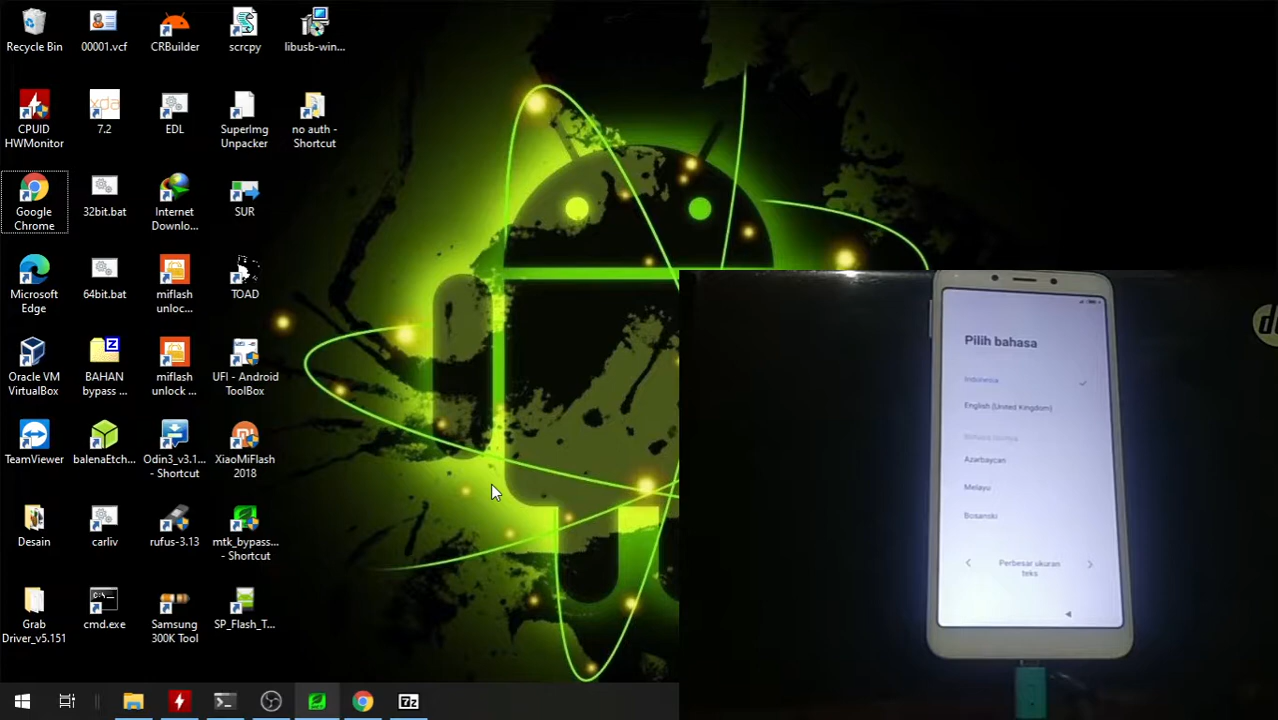 Recycle Bin
00001.vcf
CRBuilder
scrcpy
libusb-win...
CPUID
HWMonitor
xda
7.2
EDL
SuperImg
Unpacker
no auth -
Shortcut
Google
Chrome
32bit.bat
Internet
Downlo...
SUR
Microsoft
Edge
64bit.bat
miflash
unloc...
TOAD
Oracle VM
VirtualBox
Z
BAHAN
bypass ...
miflash
unlock ...
UFI - Android
ToolBox
TeamViewer
balenaEtch...
Odin3_v3.1...
- Shortcut
XiaoMiFlash
2018
Desain
carliv
rufus-3.13
mtk_bypass...
- Shortcut
Grab
Driver_v5.151
cmd.exe
Samsung
300K Tool
SP_Flash_T...
7z
Pilih bahasa
Indonesia
English (United Kingdom)
Bahasa Semua
Azərbaycan
Melayu
Bosanski
Perbesar ukuran
teks